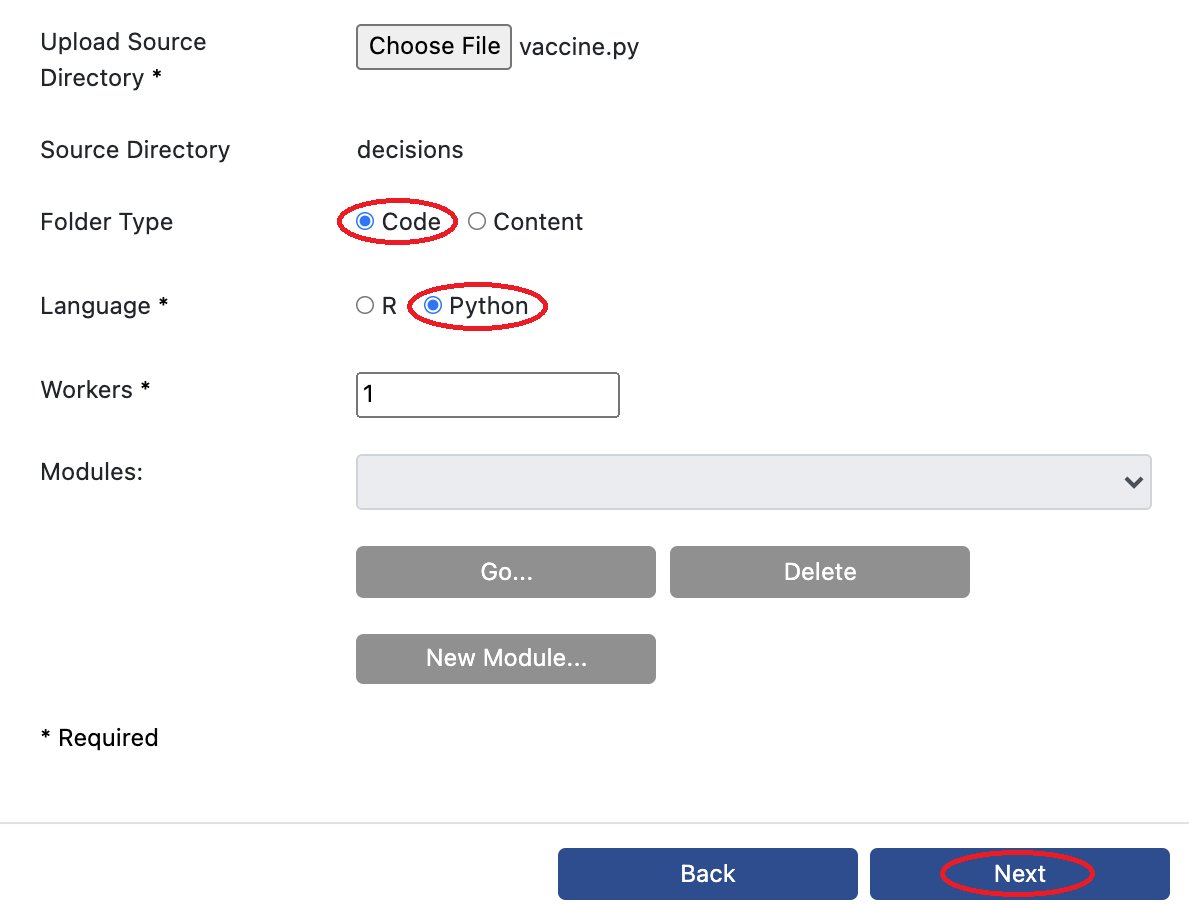 Upload Source
Directory *
Choose File vaccine.py
Source Directory decisions
Folder Type Code Content
Language * R Python
Workers * 1
Modules:
Go... Delete
New Module...
* Required
Back Next